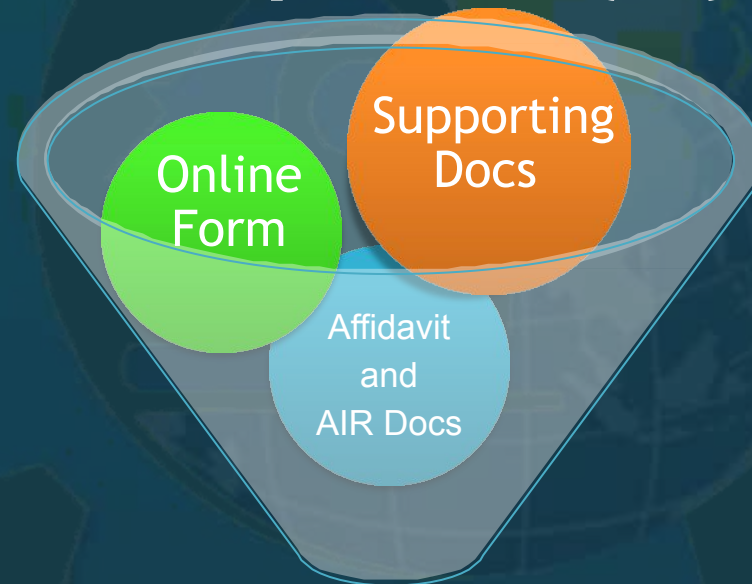 Online
Form
Supporting
Docs
Affidavit
and
AIR Docs